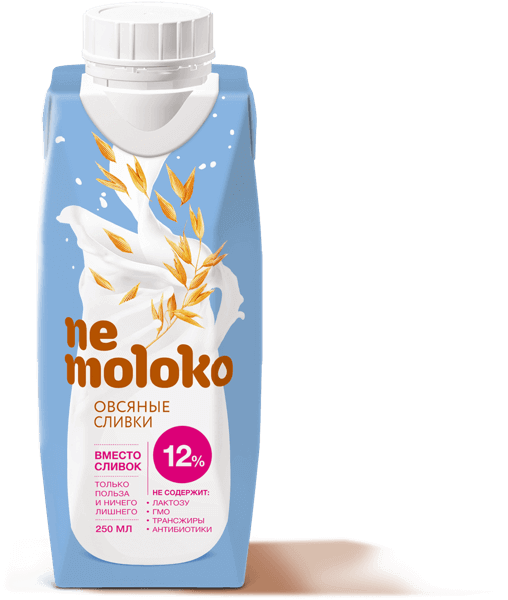 ne
moloko
ОВСЯНЫЕ
СЛИВКИ
ВМЕСТО
СЛИВОК
12%
ТОЛЬКО
ПОЛЬЗА
И НИЧЕГО
ЛИШНЕГО
250 МЛ
НЕ СОДЕРЖИТ:
• ЛАКТОЗУ
• ГМО
• ТРАНСЖИРЫ
• АНТИБИОТИКИ